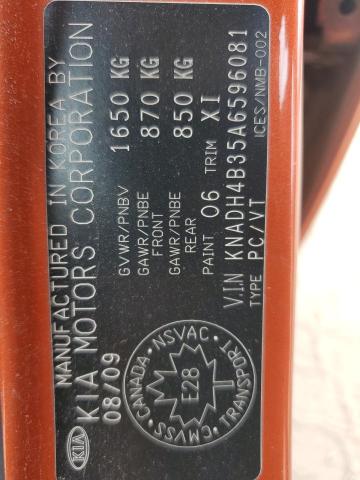 MANUFACTURED IN KOREA BY
KIA KIA MOTORS CORPORATION
08/09
GVWR/PNBV 1650 KG
GAWR/PNBE 870 KG
FRONT
GAWR/PNBE 850 KG
REAR
PAINT O6 TRIM XI
V.I.N KNADH4B35A6596081
TYPE PC/VT ICES/NMB-002
CANADA · NSVAC · TRANSPORT · CMVSS
E28
T